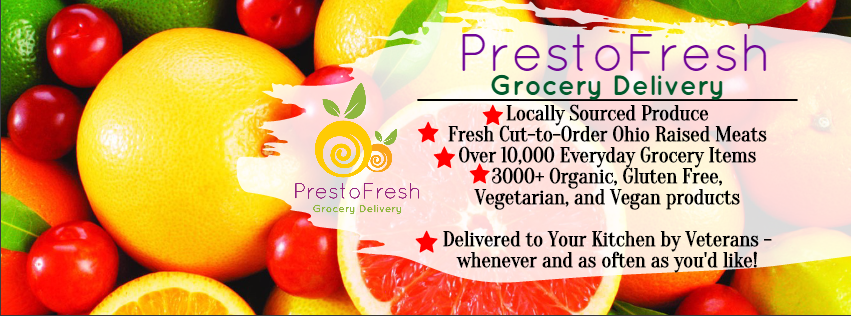 PrestoFresh
Grocery Delivery
Locally Sourced Produce
Fresh Cut-to-Order Ohio Raised Meats
Over 10,000 Everyday Grocery Items
3000+ Organic, Gluten Free,
Vegetarian, and Vegan products
Delivered to Your Kitchen by Veterans –
whenever and as often as you'd like!
PrestoFresh
Grocery Delivery